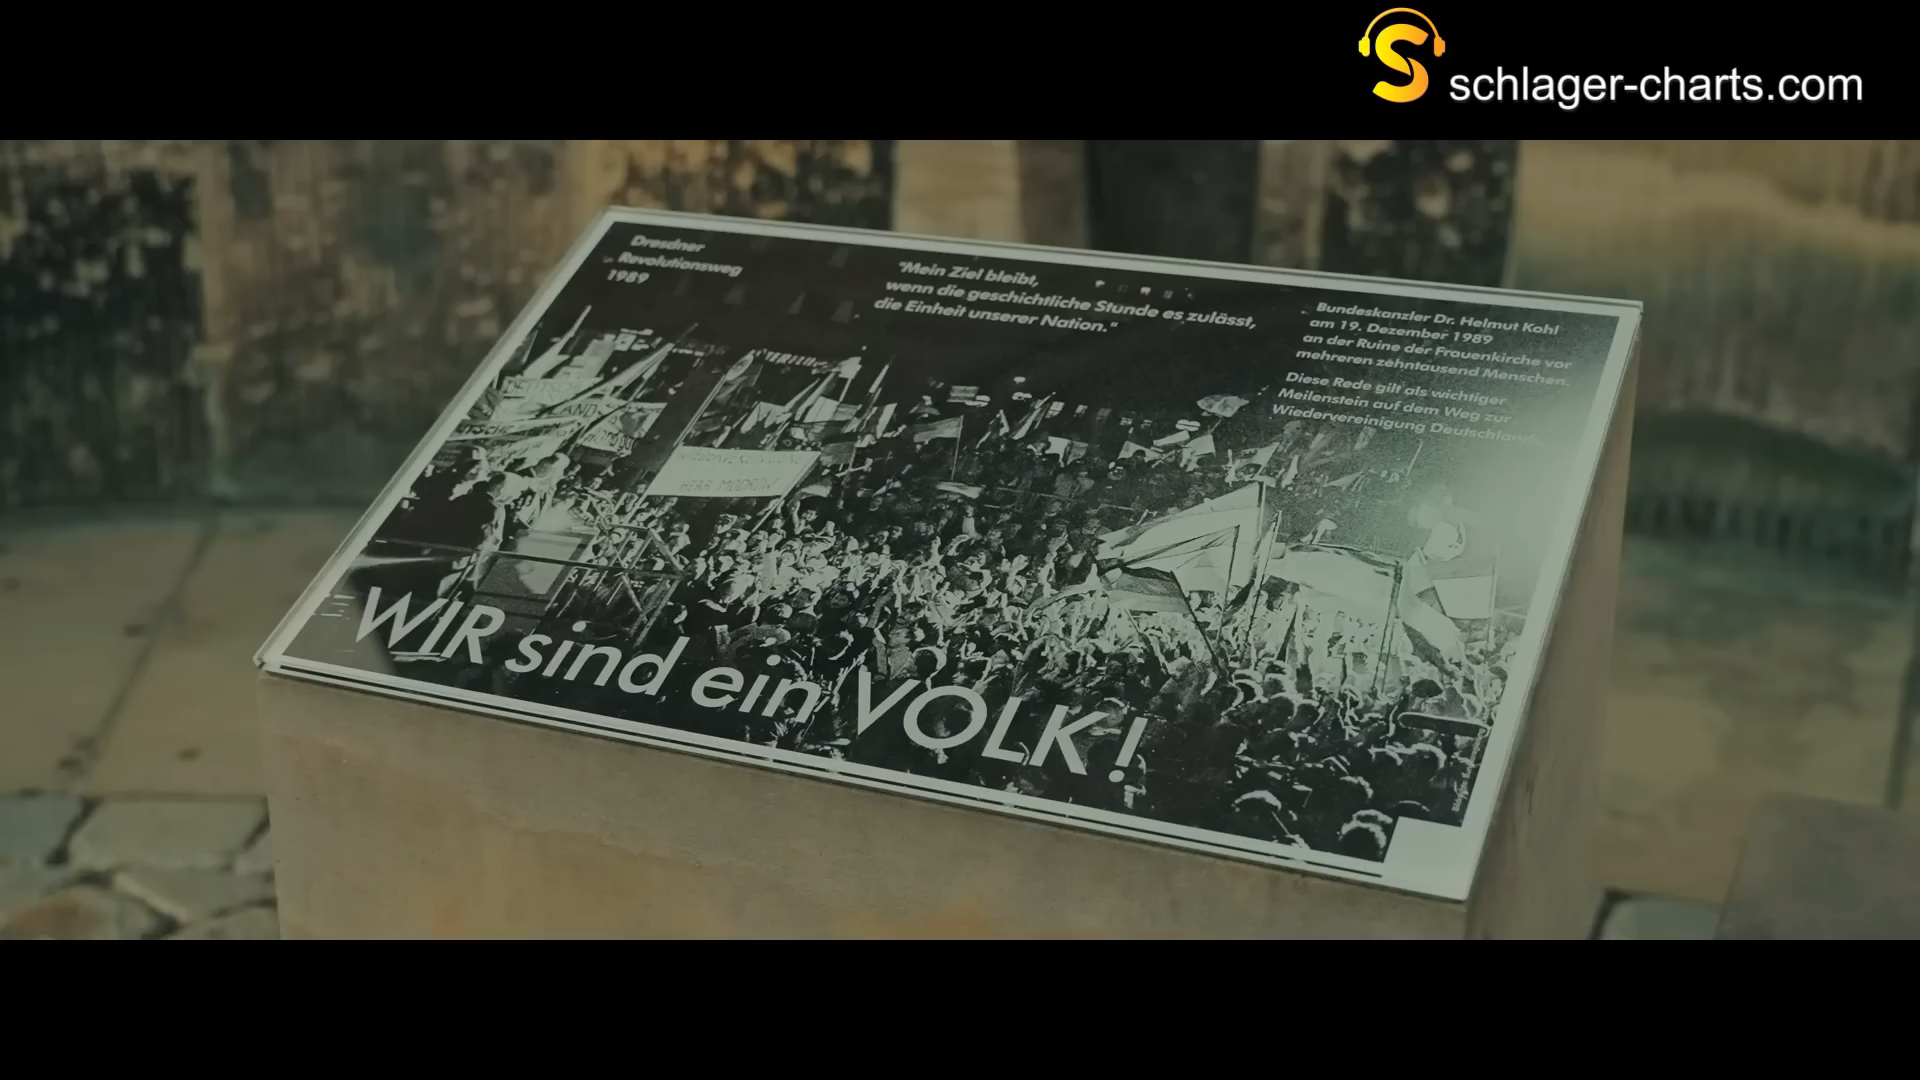 schlager-charts.com
Dresdner
Revolutionsweg
1989
"Mein Ziel bleibt,
wenn die geschichtliche Stunde es zulässt,
die Einheit unserer Nation."
Bundeskanzler Dr. Helmut Kohl
am 19. Dezember 1989
an der Ruine der Frauenkirche vor
mehreren zehntausend Menschen.
Diese Rede gilt als wichtiger
Meilenstein auf dem Weg zur
Wiedervereinigung Deutschlands
LAND
HERR MODROW
WIR sind ein VOLK!